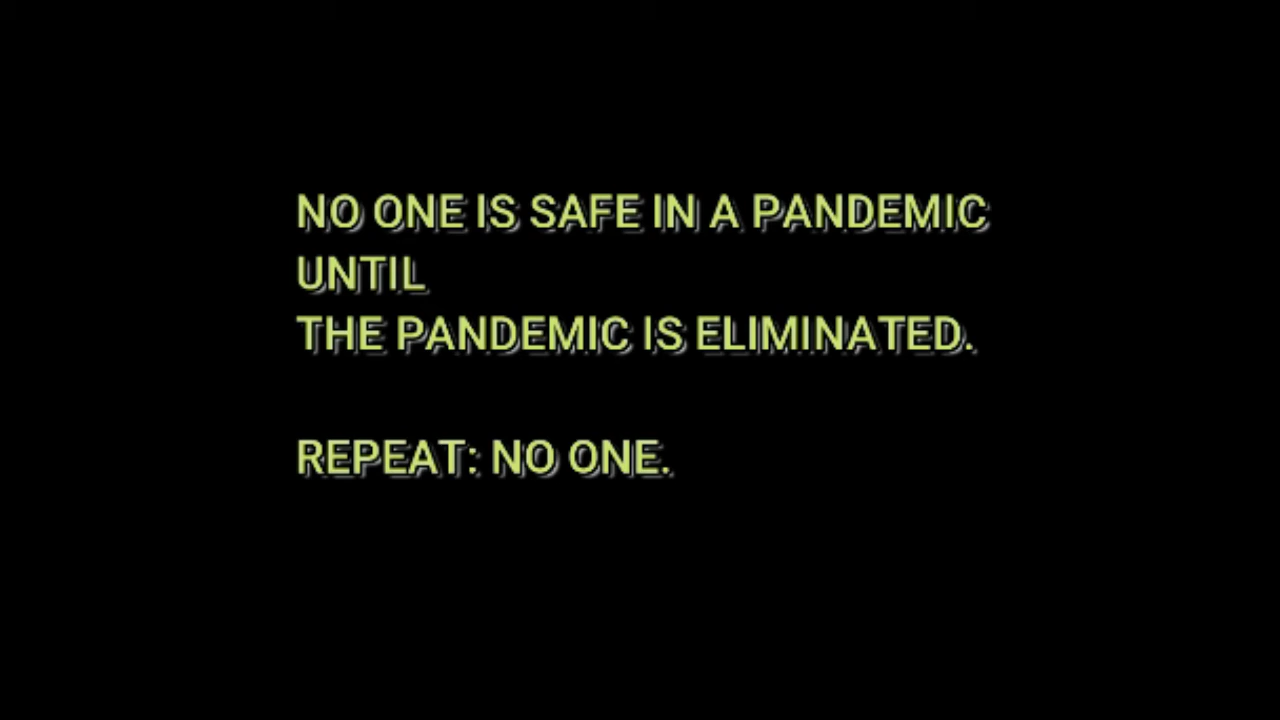 NO ONE IS SAFE IN A PANDEMIC
UNTIL
THE PANDEMIC IS ELIMINATED.
REPEAT: NO ONE.